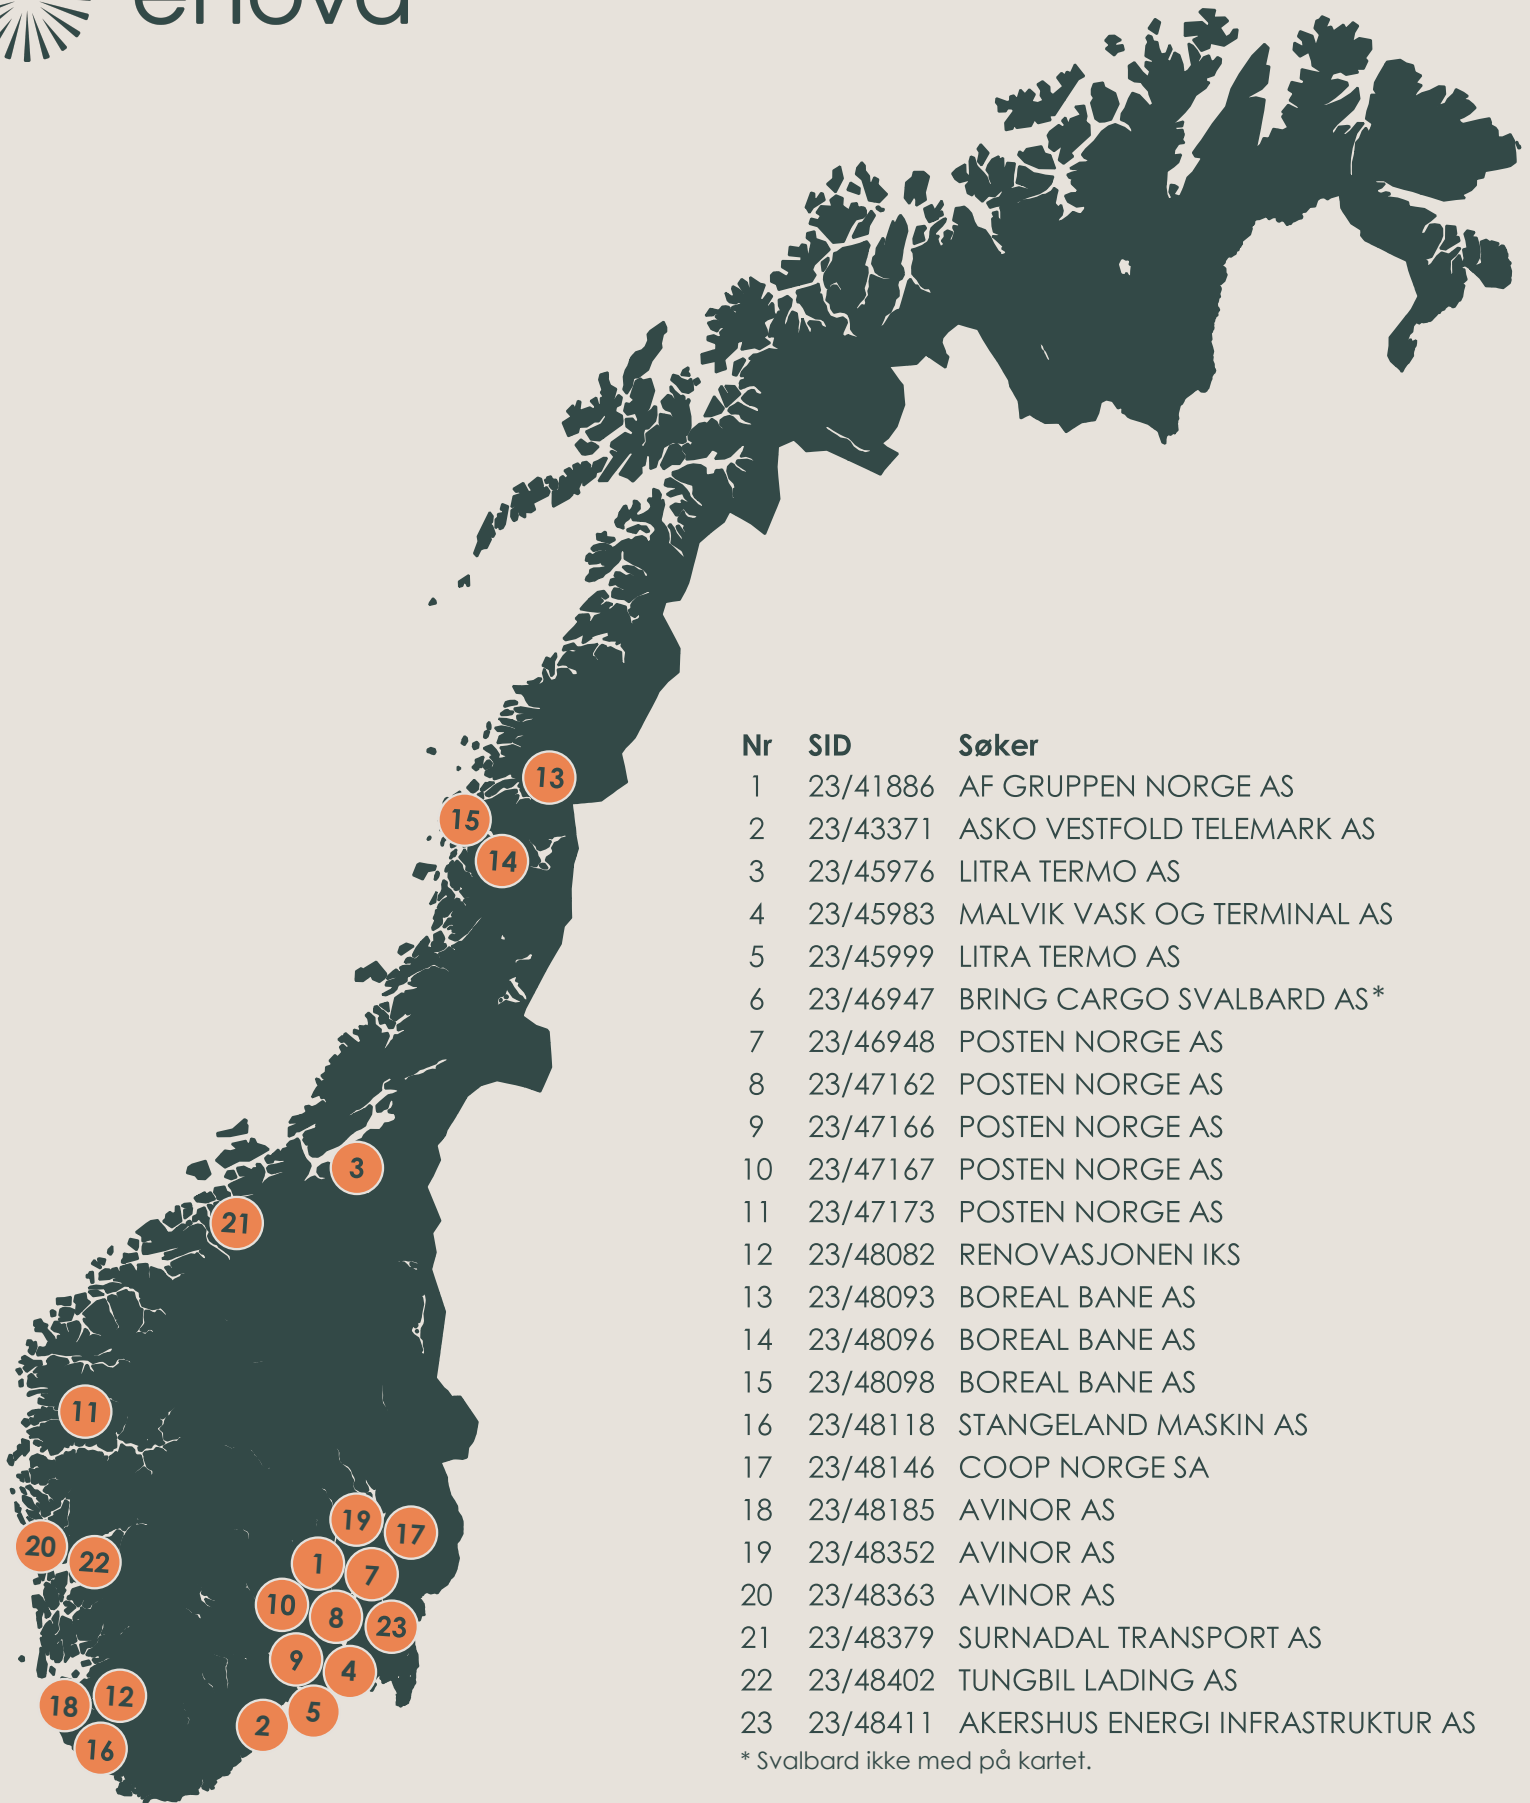 enova
Nr SID Søker
1 23/41886 AF GRUPPEN NORGE AS
2 23/43371 ASKO VESTFOLD TELEMARK AS
3 23/45976 LITRA TERMO AS
4 23/45983 MALVIK VASK OG TERMINAL AS
5 23/45999 LITRA TERMO AS
6 23/46947 BRING CARGO SVALBARD AS*
7 23/46948 POSTEN NORGE AS
8 23/47162 POSTEN NORGE AS
9 23/47166 POSTEN NORGE AS
10 23/47167 POSTEN NORGE AS
11 23/47173 POSTEN NORGE AS
12 23/48082 RENOVASJONEN IKS
13 23/48093 BOREAL BANE AS
14 23/48096 BOREAL BANE AS
15 23/48098 BOREAL BANE AS
16 23/48118 STANGELAND MASKIN AS
17 23/48146 COOP NORGE SA
18 23/48185 AVINOR AS
19 23/48352 AVINOR AS
20 23/48363 AVINOR AS
21 23/48379 SURNADAL TRANSPORT AS
22 23/48402 TUNGBIL LADING AS
23 23/48411 AKERSHUS ENERGI INFRASTRUKTUR AS
* Svalbard ikke med på kartet.
13
15
14
3
21
11
19
17
20
22
1
7
10
8
23
9
4
12
18
5
2
16